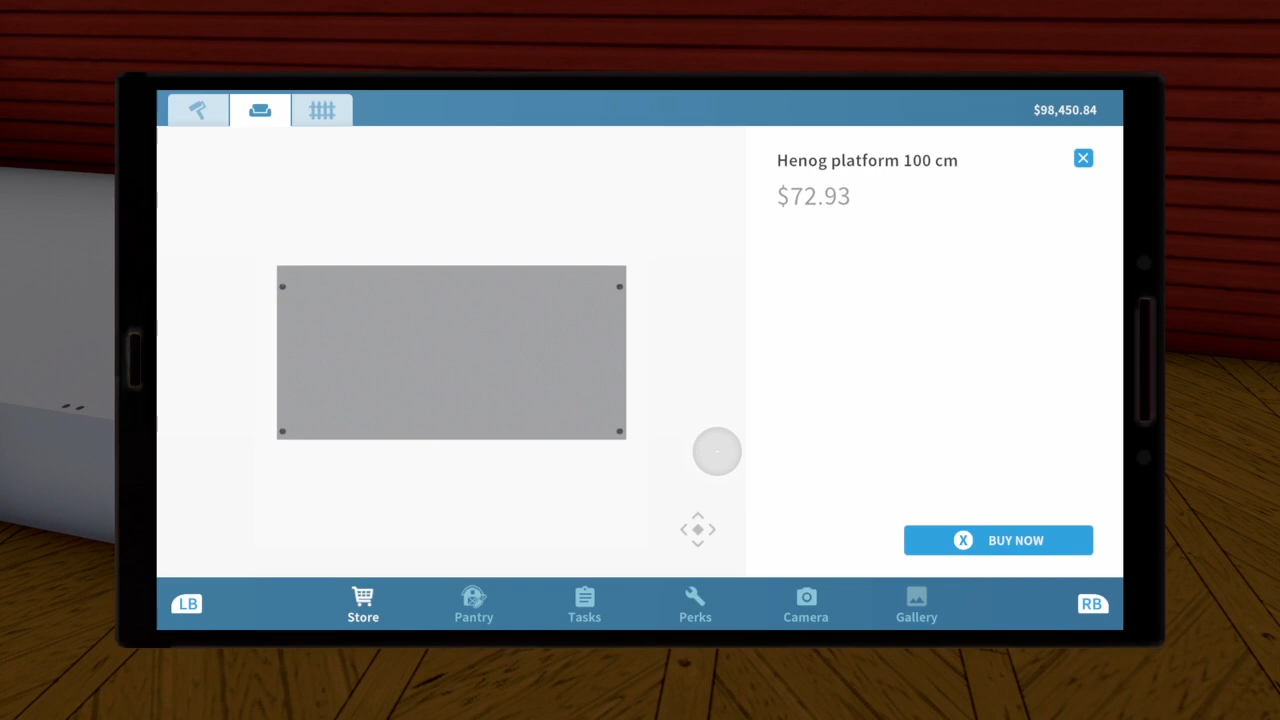 $98,450.84
Henog platform 100 cm
$72.93
X BUY NOW
LB
Store
Pantry
Tasks
Perks
Camera
Gallery
RB